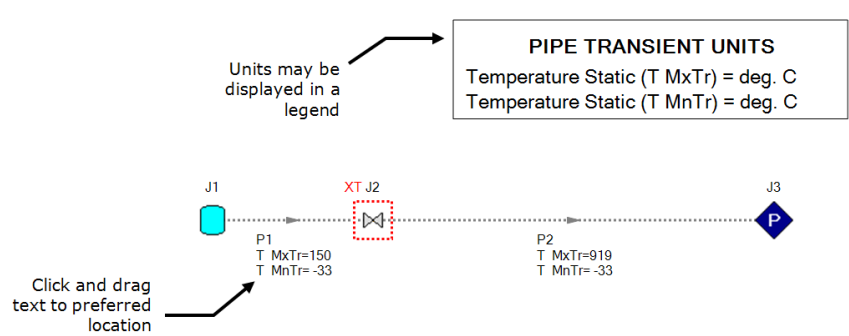 PIPE TRANSIENT UNITS
Temperature Static (T MxTr) = deg. C
Temperature Static (T MnTr) = deg. C
Units may be
displayed in a
legend
J1
XT J2
J3
P
P1
T MxTr=150
T MnTr= -33
P2
T MxTr=919
T MnTr= -33
Click and drag
text to preferred
location